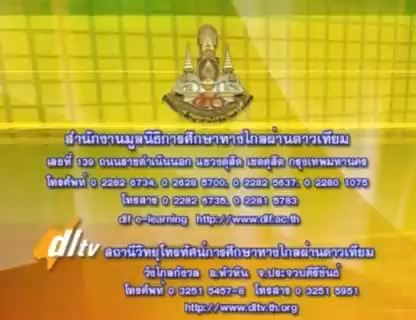 สำนักงานมูลนิธิการศึกษาทางไกลผ่านดาวเทียม
เลขที่ 139 ถนนราชดำเนินนอก แขวงดุสิต เขตดุสิต กรุงเทพมหานคร
โทรศัพท์ 0 2282 6734, 0 2628 5700, 0 2282 5637, 0 2280 1075
โทรสาร 0 2282 6735, 0 2281 5783
dlf e-learning http://www.dlf.ac.th
dltv สถานีวิทยุโทรทัศน์การศึกษาทางไกลผ่านดาวเทียม
วังไกลกังวล อ.หัวหิน จ.ประจวบคีรีขันธ์
โทรศัพท์ 0 3251 5457-8 โทรสาร 0 3251 5951
http://www.dltv.th.org